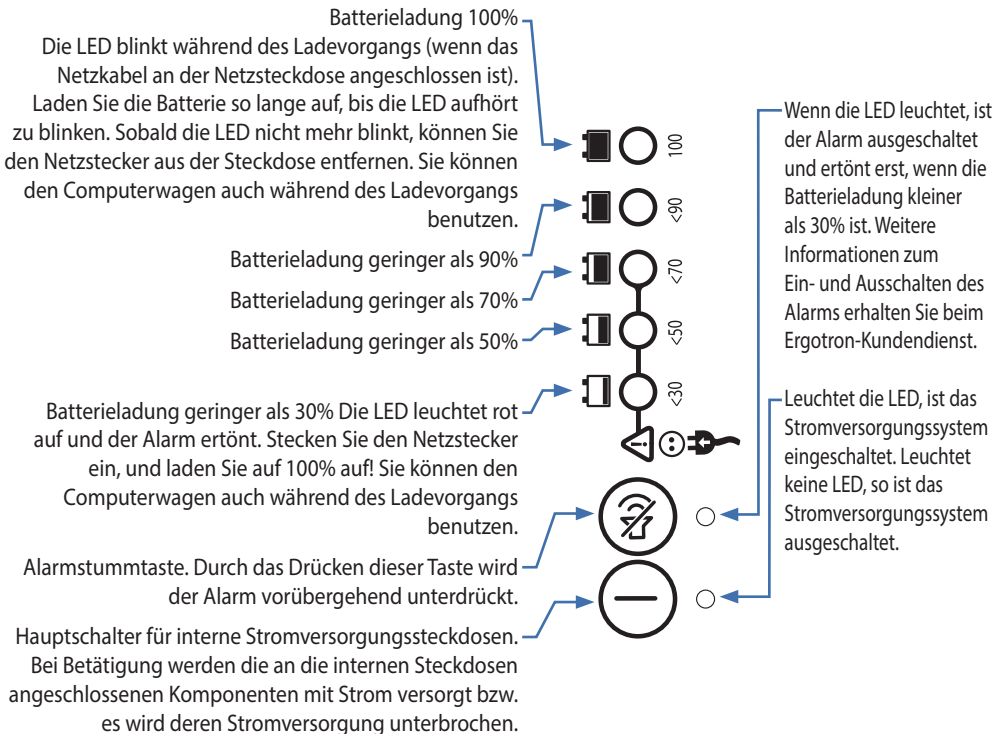 Batterieladung 100%
Die LED blinkt während des Ladevorgangs (wenn das
Netzkabel an der Netzsteckdose angeschlossen ist).
Laden Sie die Batterie so lange auf, bis die LED aufhört
zu blinken. Sobald die LED nicht mehr blinkt, können Sie
den Netzstecker aus der Steckdose entfernen. Sie können
den Computerwagen auch während des Ladevorgangs
benutzen.
Batterieladung geringer als 90%
Batterieladung geringer als 70%
Batterieladung geringer als 50%
Batterieladung geringer als 30% Die LED leuchtet rot
auf und der Alarm ertönt. Stecken Sie den Netzstecker
ein, und laden Sie auf 100% auf! Sie können den
Computerwagen auch während des Ladevorgangs
benutzen.
Alarmstummtaste. Durch das Drücken dieser Taste wird
der Alarm vorübergehend unterdrückt.
Hauptschalter für interne Stromversorgungssteckdosen.
Bei Betätigung werden die an die internen Steckdosen
angeschlossenen Komponenten mit Strom versorgt bzw.
es wird deren Stromversorgung unterbrochen.
100
<90
<70
<50
<30
Wenn die LED leuchtet, ist
der Alarm ausgeschaltet
und ertönt erst, wenn die
Batterieladung kleiner
als 30% ist. Weitere
Informationen zum
Ein- und Ausschalten des
Alarms erhalten Sie beim
Ergotron-Kundendienst.
Leuchtet die LED, ist das
Stromversorgungssystem
eingeschaltet. Leuchtet
keine LED, so ist das
Stromversorgungssystem
ausgeschaltet.